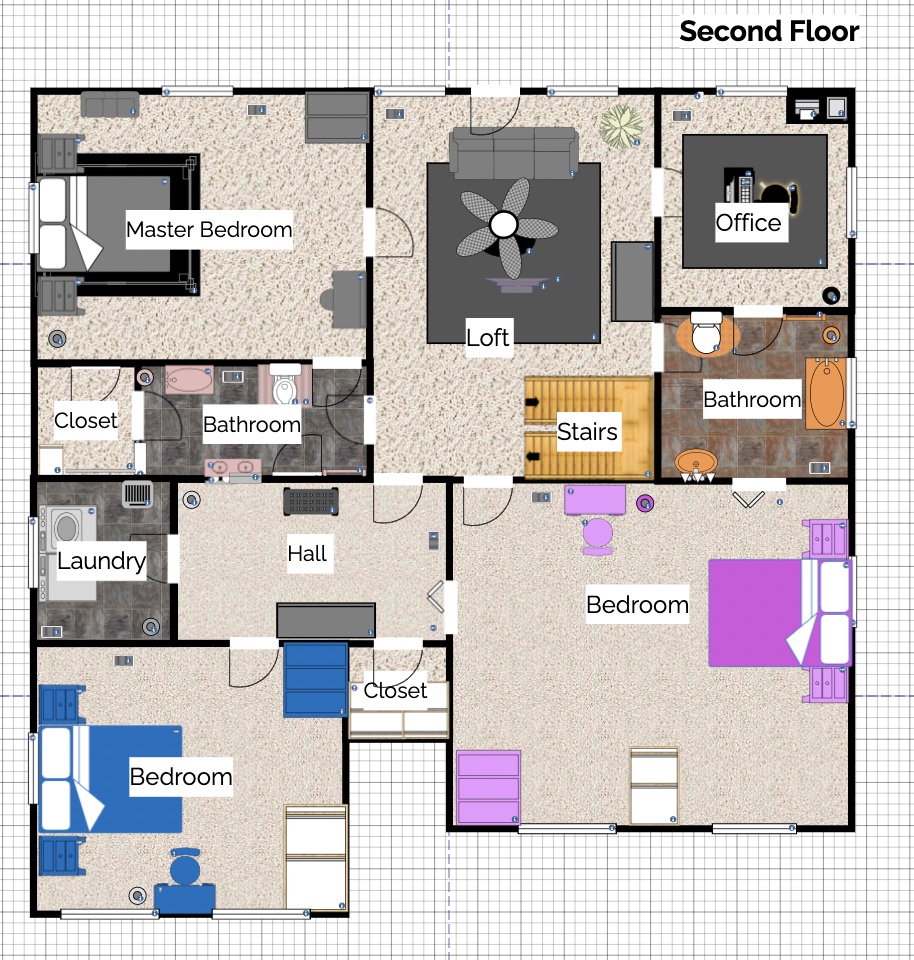 Second Floor
Master Bedroom
Office
Loft
Closet
Bathroom
Bathroom
Stairs
Laundry
Hall
Bedroom
Closet
Bedroom